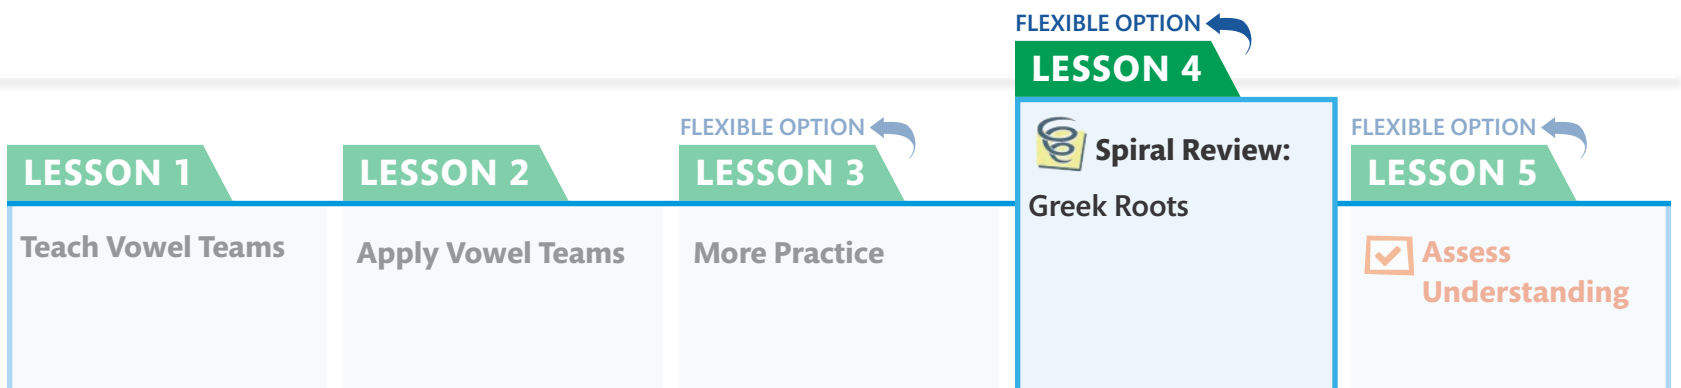 LESSON 1
Teach Vowel Teams
LESSON 2
Apply Vowel Teams
FLEXIBLE OPTION
LESSON 3
More Practice
FLEXIBLE OPTION
LESSON 4
Spiral Review:
Greek Roots
FLEXIBLE OPTION
LESSON 5
Assess
Understanding